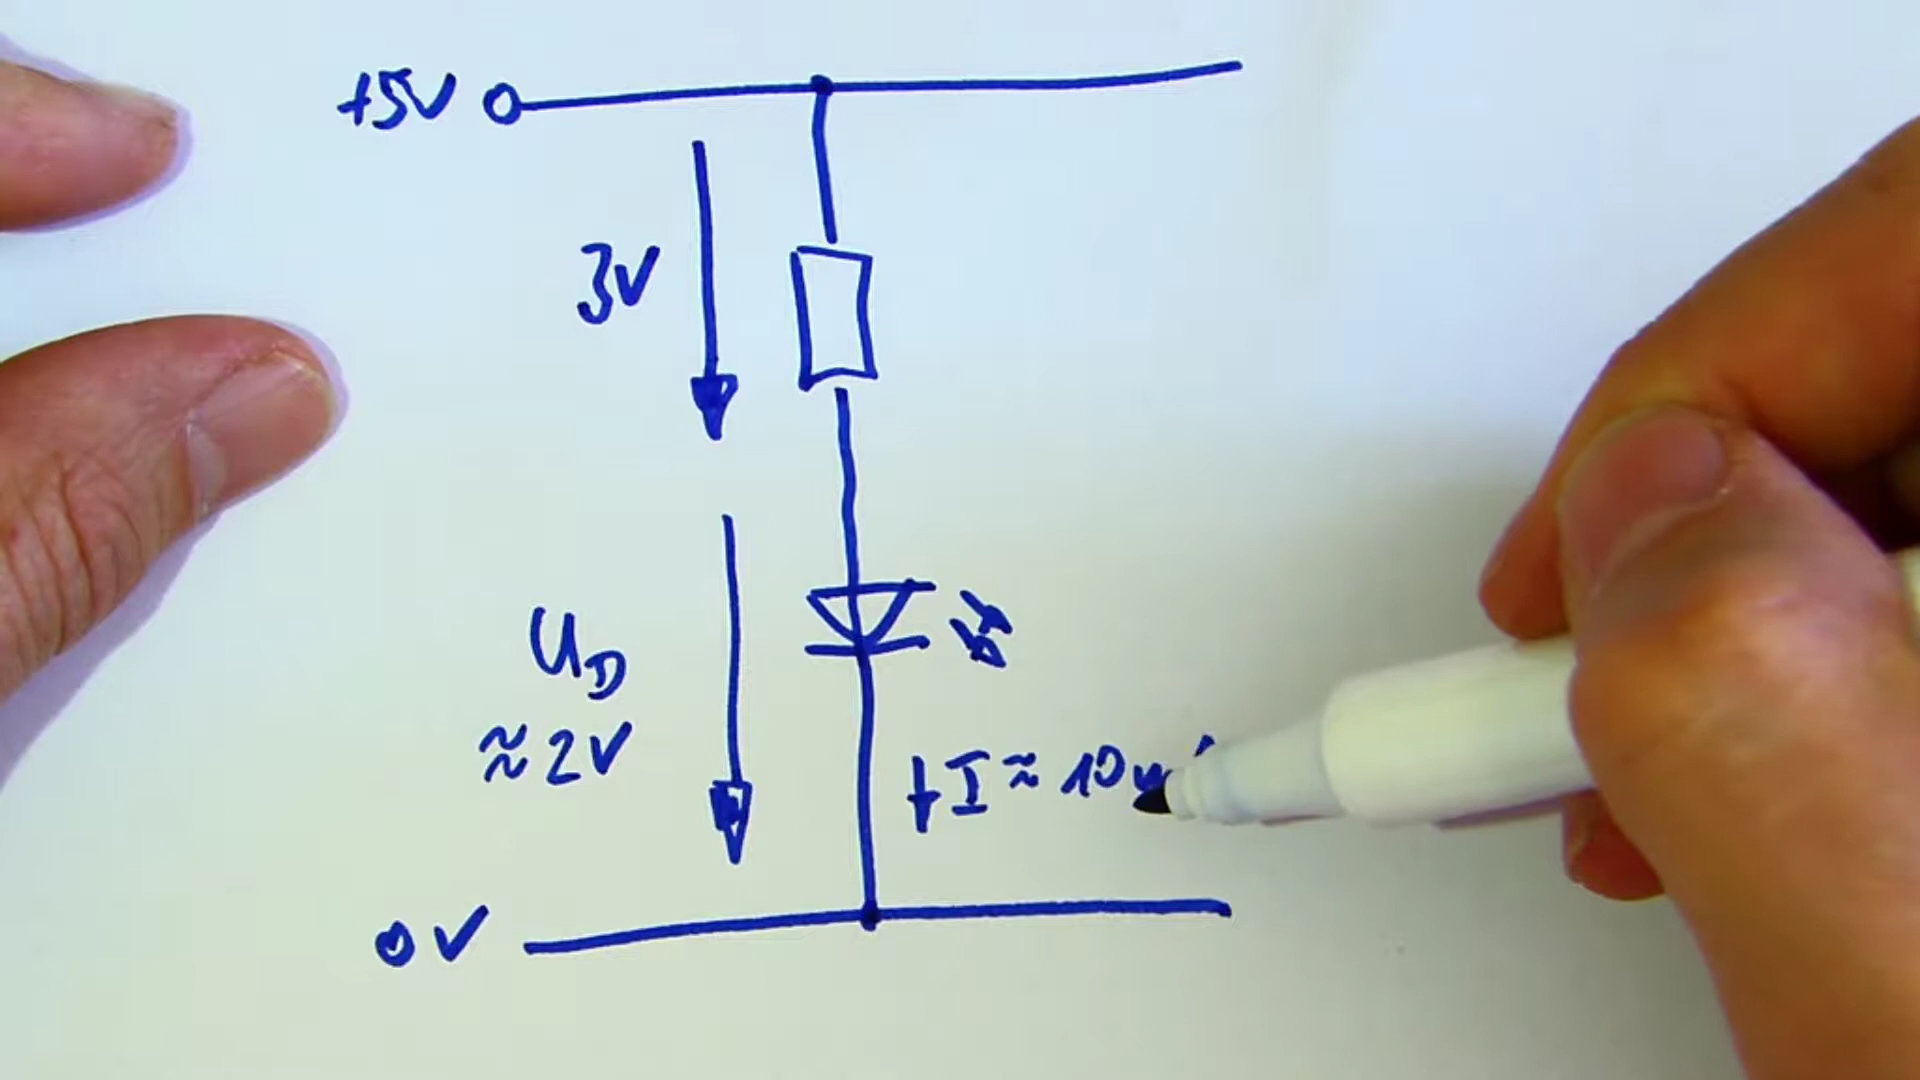 +5V
3V
U_D
≈ 2V
I ≈ 10
0V